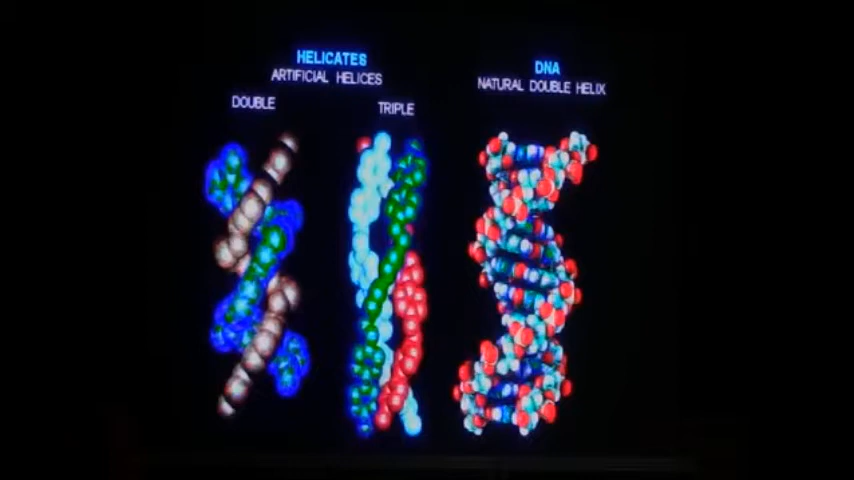 HELICATES
ARTIFICIAL HELICES
DOUBLE
TRIPLE
DNA
NATURAL DOUBLE HELIX